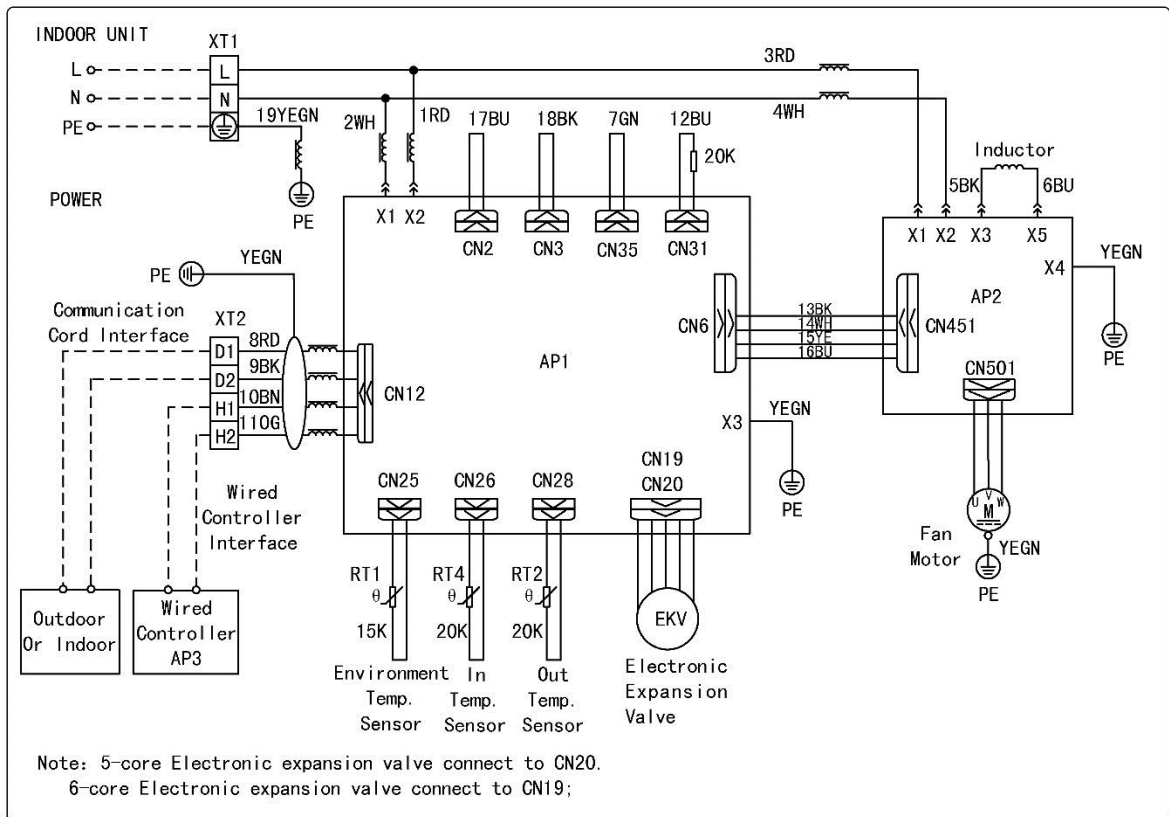 INDOOR UNIT
XT1
L
L
N
N
PE
19YEGN
PE
POWER
2WH
1RD
17BU
18BK
7GN
12BU
20K
3RD
4WH
Inductor
5BK
6BU
X1
X2
CN2
CN3
CN35
CN31
X1
X2
X3
X5
X4
YEGN
PE
AP2
PE
YEGN
Communication
Cord Interface
XT2
D1
8RD
D2
9BK
H1
10BN
H2
11OG
CN12
AP1
CN6
13BK
14WH
15YE
16BU
CN451
CN501
X3
YEGN
PE
Wired
Controller
Interface
CN25
CN26
CN28
CN19
CN20
U
V
W
M
Fan
Motor
YEGN
PE
Outdoor
Or Indoor
Wired
Controller
AP3
RT1
θ
15K
RT4
θ
20K
RT2
θ
20K
EKV
Environment
Temp.
Sensor
In
Temp.
Sensor
Out
Temp.
Sensor
Electronic
Expansion
Valve
Note: 5-core Electronic expansion valve connect to CN20.
6-core Electronic expansion valve connect to CN19;